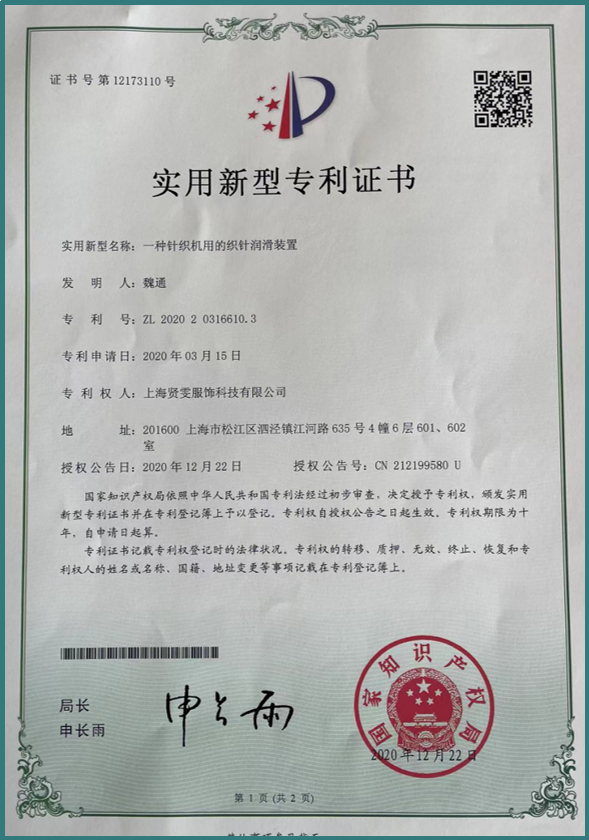 证书号第12173110号
实用新型专利证书
实用新型名称：一种针织机用的织针润滑装置
发明人：魏通
专利号：ZL 2020 2 0316610.3
专利申请日：2020年03月15日
专利权人：上海贤雯服饰科技有限公司
地址：201600 上海市松江区泗泾镇江河路635号4幢6层601、602
室
授权公告日：2020年12月22日 授权公告号：CN 212199580 U
国家知识产权局依照中华人民共和国专利法经过初步审查，决定授予专利权，颁发实用
新型专利证书并在专利登记簿上予以登记。专利权自授权公告之日起生效。专利权期限为十
年，自申请日起算。
专利证书记载专利权登记时的法律状况。专利权的转移、质押、无效、终止、恢复和专
利权人的姓名或名称、国籍、地址变更等事项记载在专利登记簿上。
局长
申长雨
申长雨
国家知识产权局
2020年12月22日
第 1 页 (共 2 页)